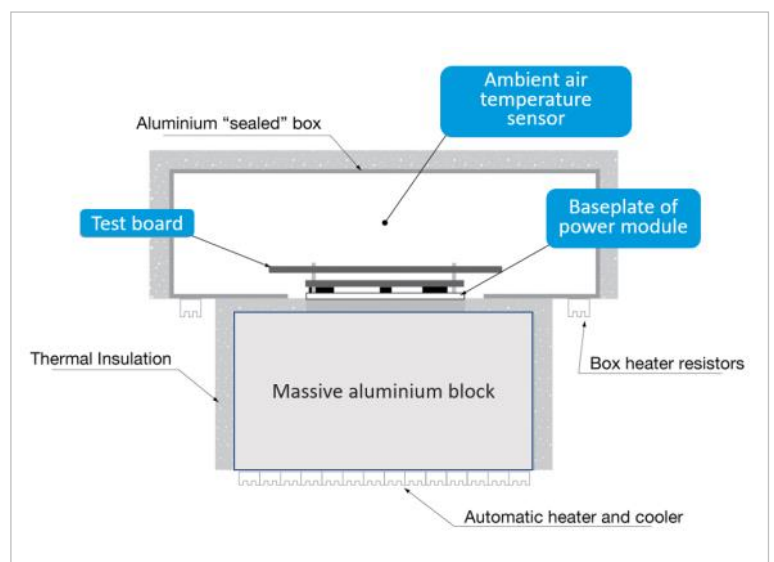 Ambient air
temperature
sensor
Aluminium “sealed” box
Test board
Baseplate of
power module
Thermal Insulation
Box heater resistors
Massive aluminium block
Automatic heater and cooler